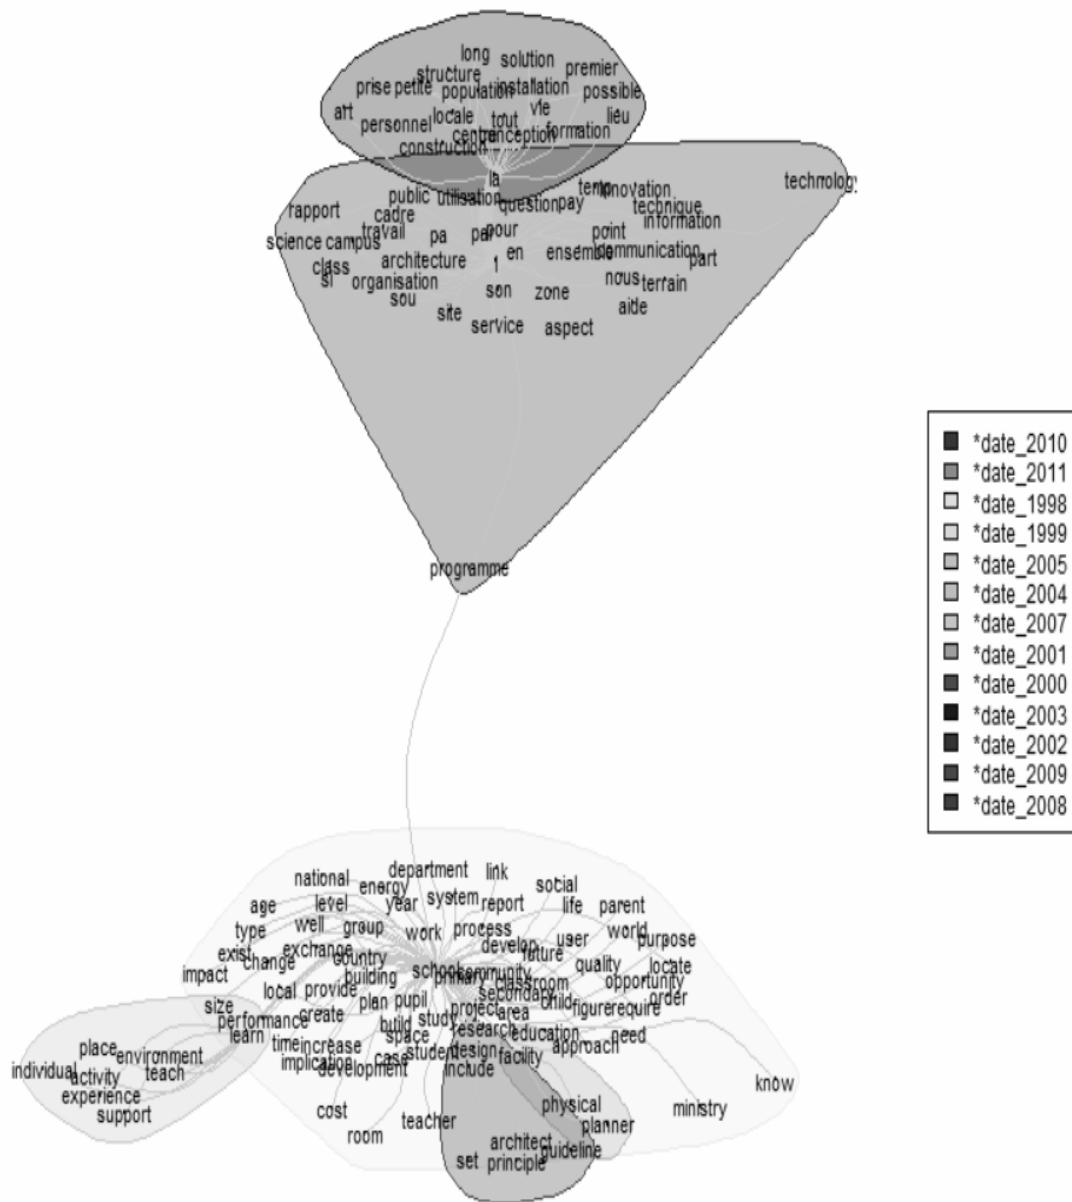 long
solution
structure
premier
prise petite
population
installation
possible
art
locale
tout
vie
lieu
personnel
centre
conception
formation
construction
la
technology
public
utilisation
question
pay
temp
innovation
rapport
cadre
technique
information
travail
pa
par
pour
point
science campus
en
ensemble
communication
part
class
architecture
si
organisation
son
zone
nous
terrain
sou
site
service
aspect
aide
programme
*date_2010
*date_2011
*date_1998
*date_1999
*date_2005
*date_2004
*date_2007
*date_2001
*date_2000
*date_2003
*date_2002
*date_2009
*date_2008
national
department
link
energy
social
age
level
year
system
report
life
parent
type
well
group
work
process
world
exist
exchange
develop
user
purpose
impact
change
country
future
quality
locate
building
school
community
primary
classroom
opportunity
size
local
provide
plan
pupil
secondary
child
figure
require
order
performance
create
build
study
project
area
learn
time
increase
space
research
education
need
place
environment
implication
case
student
design
facility
approach
individual
activity
teach
development
include
know
experience
support
cost
room
teacher
physical
planner
ministry
set
architect
principle
guideline